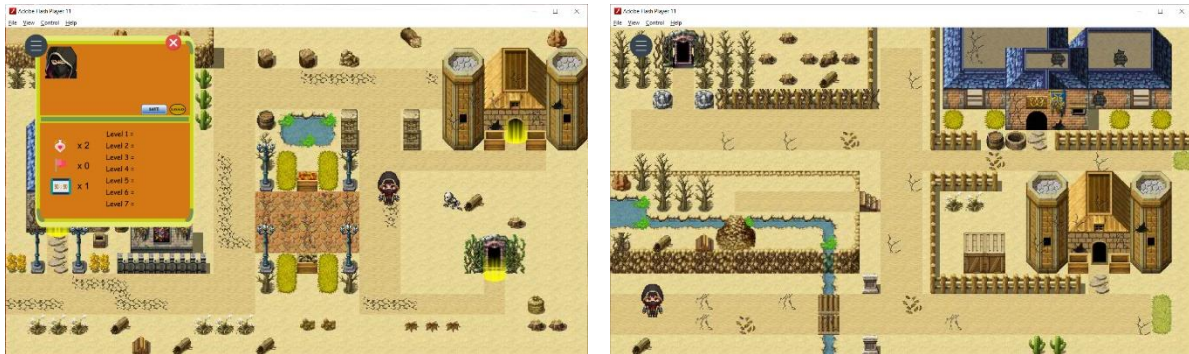 Adobe Flash Player 11
File View Control Help
SAVE
x 2
x 0
x 1
Level 1 =
Level 2 =
Level 3 =
Level 4 =
Level 5 =
Level 6 =
Level 7 =
Adobe Flash Player 11
File View Control Help